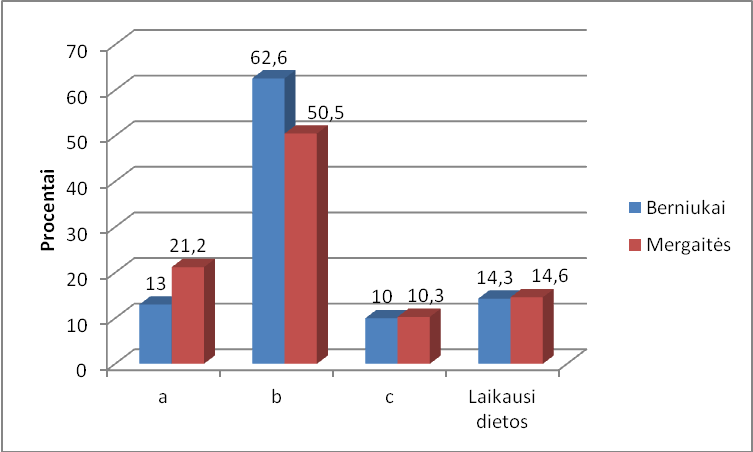 70
60
50
40
30
20
10
0
Procentai
13
21,2
62,6
50,5
10
10,3
14,3
14,6
a
b
c
Laikausi
dietos
Berniukai
Mergaitės